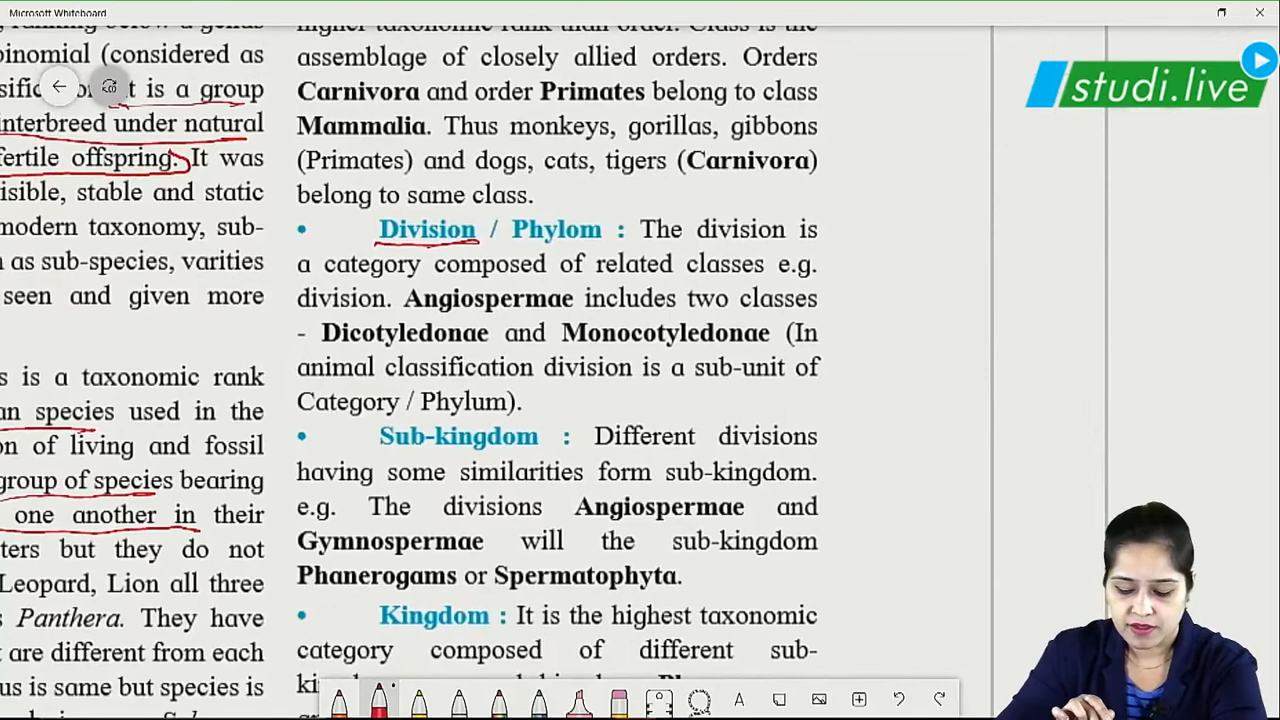 Microsoft Whiteboard
studi.live
, ranking below a genus
binomial (considered as
It is a group
interbreed under natural
fertile offspring. It was
stable and static
modern taxonomy, sub-
as sub-species, varities
seen and given more
s is a taxonomic rank
an species used in the
on of living and fossil
group of species bearing
one another in their
but they do not
Leopard, Lion all three
Panthera. They have
are different from each
is same but species is
higher taxonomic rank than order. Class is the
assemblage of closely allied orders. Orders
Carnivora and order Primates belong to class
Mammalia. Thus monkeys, gorillas, gibbons
(Primates) and dogs, cats, tigers (Carnivora)
belong to same class.
• Division / Phylom : The division is
a category composed of related classes e.g.
division. Angiospermae includes two classes
- Dicotyledonae and Monocotyledonae (In
animal classification division is a sub-unit of
Category / Phylum).
• Sub-kingdom : Different divisions
having some similarities form sub-kingdom.
e.g. The divisions Angiospermae and
Gymnospermae will the sub-kingdom
Phanerogams or Spermatophyta.
• Kingdom : It is the highest taxonomic
category composed of different sub-